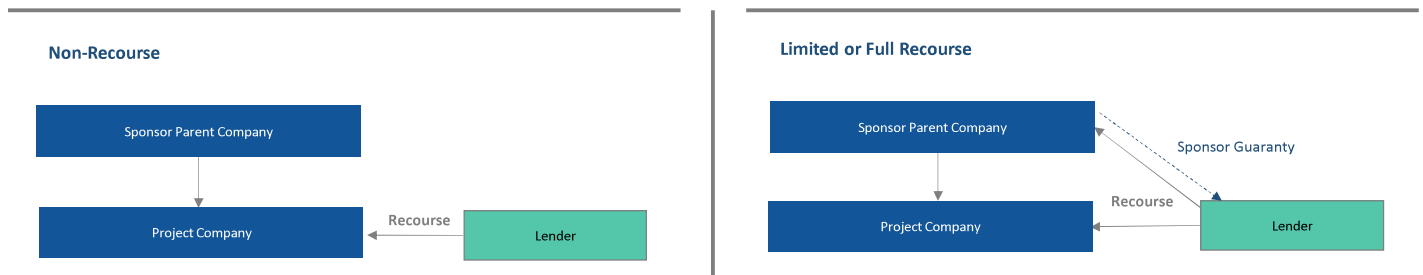 Non-Recourse
Sponsor Parent Company
Project Company
Recourse
Lender
Limited or Full Recourse
Sponsor Parent Company
Sponsor Guaranty
Project Company
Recourse
Lender